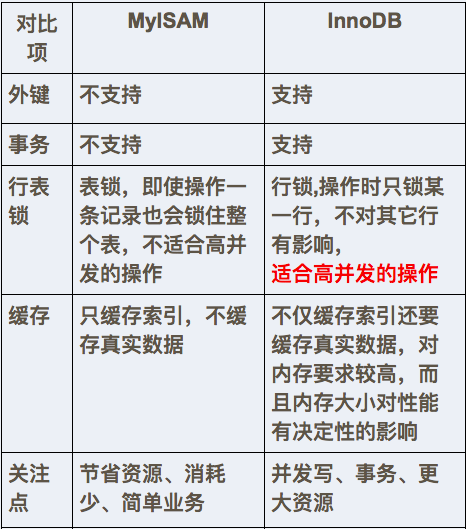 对比项 MyISAM InnoDB
外键 不支持 支持
事务 不支持 支持
行表锁
表锁，即使操作一
条记录也会锁住整
个表，不适合高并
发的操作
行锁,操作时只锁某
一行，不对其它行
有影响，
适合高并发的操作
缓存
只缓存索引，不缓
存真实数据
不仅缓存索引还要
缓存真实数据，对
内存要求较高，而
且内存大小对性能
有决定性的影响
关注点
节省资源、消耗
少、简单业务
并发写、事务、更
大资源